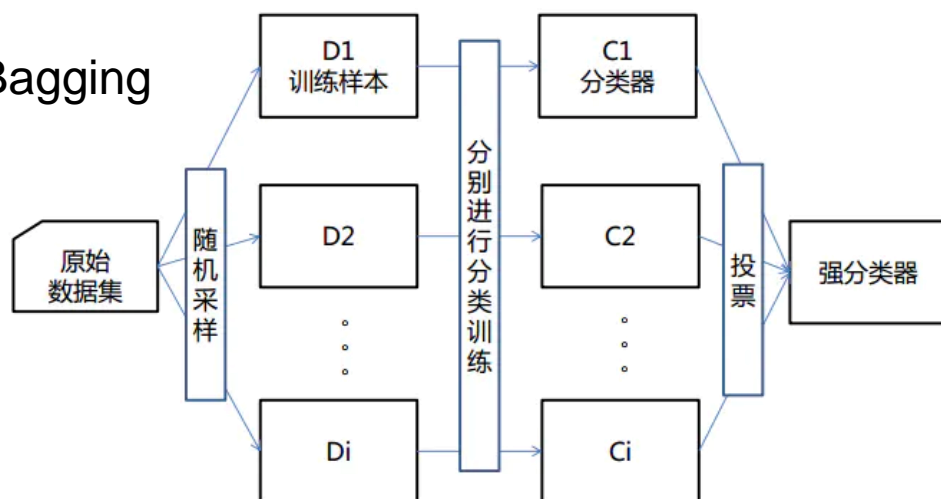 Bagging
D1
训练样本
C1
分类器
原始
数据集
随机采样
D2
分别进行分类训练
C2
投票
强分类器
。
。
。
。
。
。
Di
Ci